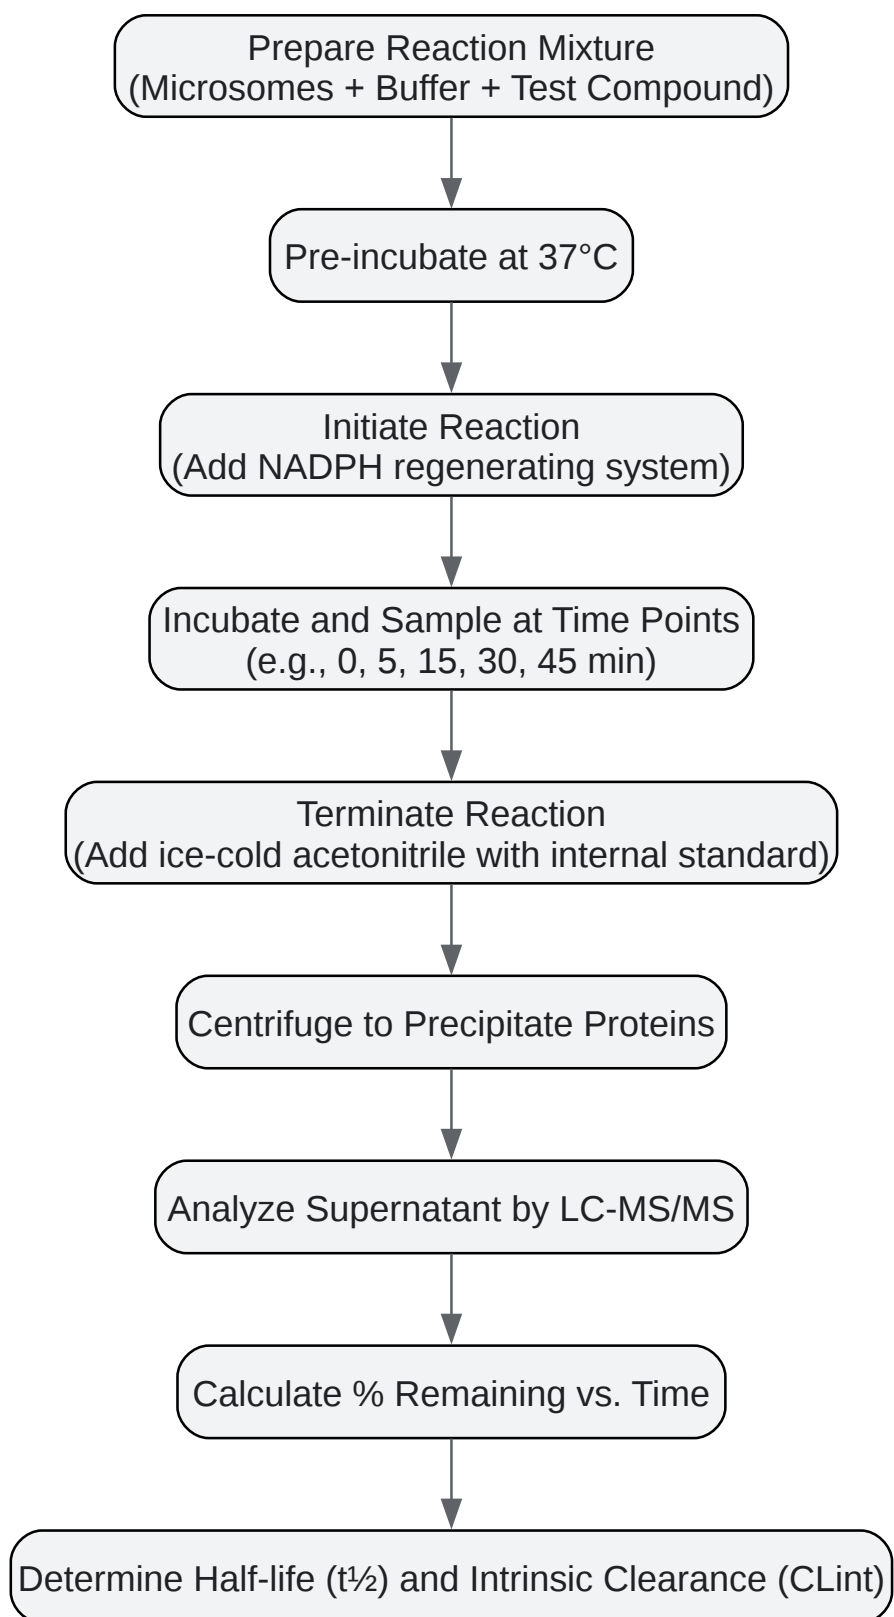 Prepare Reaction Mixture
(Microsomes + Buffer + Test Compound)
Pre-incubate at 37°C
Initiate Reaction
(Add NADPH regenerating system)
Incubate and Sample at Time Points
(e.g., 0, 5, 15, 30, 45 min)
Terminate Reaction
(Add ice-cold acetonitrile with internal standard)
Centrifuge to Precipitate Proteins
Analyze Supernatant by LC-MS/MS
Calculate % Remaining vs. Time
Determine Half-life (t½) and Intrinsic Clearance (CLint)